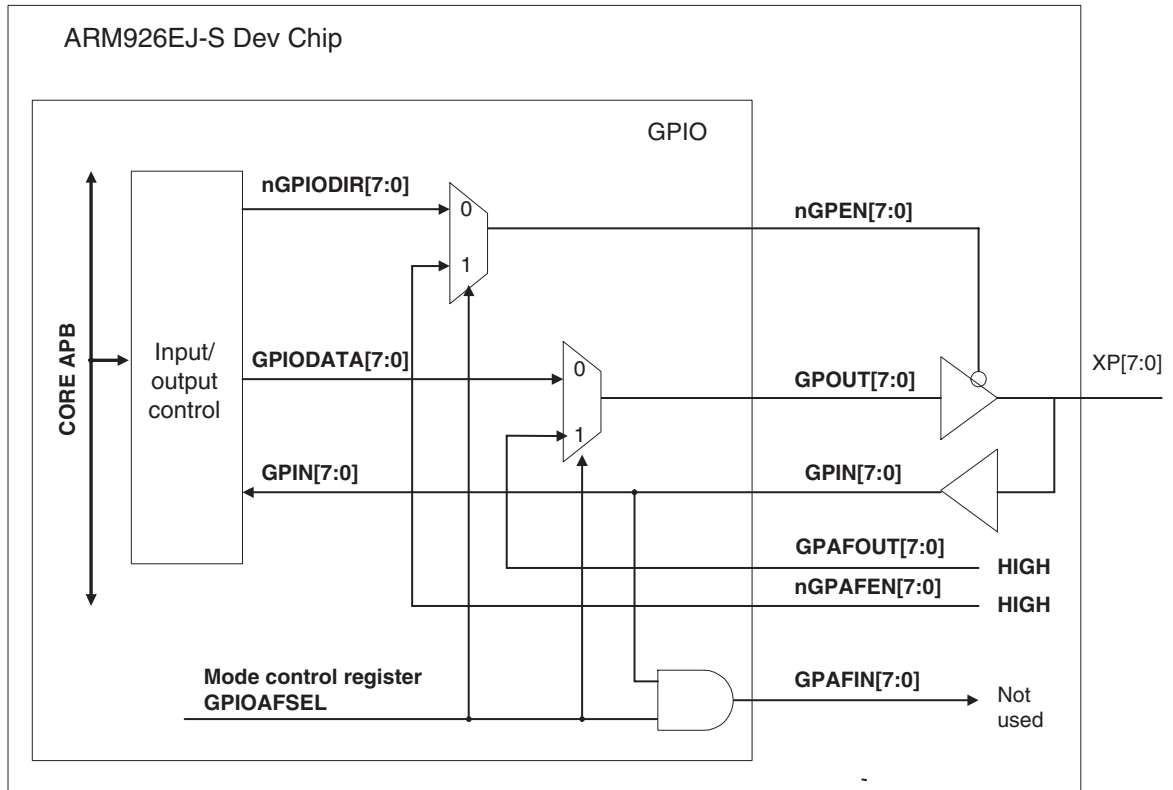 ARM926EJ-S Dev Chip
GPIO
nGPIODIR[7:0]
0
1
nGPEN[7:0]
CORE APB
Input/
output
control
GPIODATA[7:0]
0
1
GPOUT[7:0]
XP[7:0]
GPIN[7:0]
GPIN[7:0]
GPAFOUT[7:0]
HIGH
nGPAFEN[7:0]
HIGH
Mode control register
GPIOAFSEL
GPAFIN[7:0]
Not
used